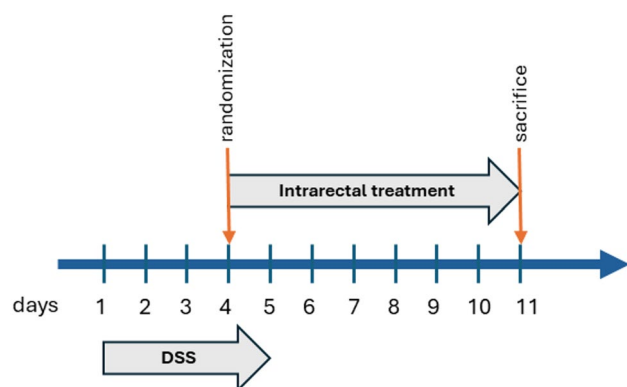 randomization
sacrifice
Intrarectal treatment
days 1 2 3 4 5 6 7 8 9 10 11
DSS